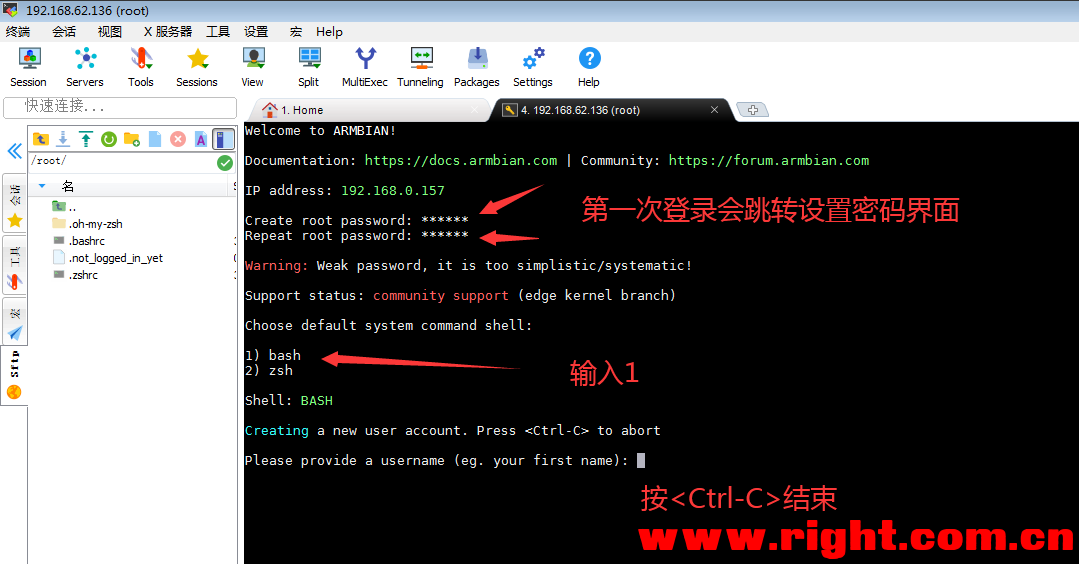 192.168.62.136 (root)
终端 会话 视图 X 服务器 工具 设置 宏 Help
Session Servers Tools Sessions View Split MultiExec Tunneling Packages Settings Help
快速连接...
1. Home
4. 192.168.62.136 (root)
/root/
名
..
.oh-my-zsh
.bashrc
.not_logged_in_yet
.zshrc
会话
工具
宏
Sftp
Welcome to ARMBIAN!
Documentation: https://docs.armbian.com | Community: https://forum.armbian.com
IP address: 192.168.0.157
Create root password: ******
Repeat root password: ******
第一次登录会跳转设置密码界面
Warning: Weak password, it is too simplistic/systematic!
Support status: community support (edge kernel branch)
Choose default system command shell:
1) bash
2) zsh
输入1
Shell: BASH
Creating a new user account. Press <Ctrl-C> to abort
Please provide a username (eg. your first name):
按<Ctrl-C>结束
www.right.com.cn